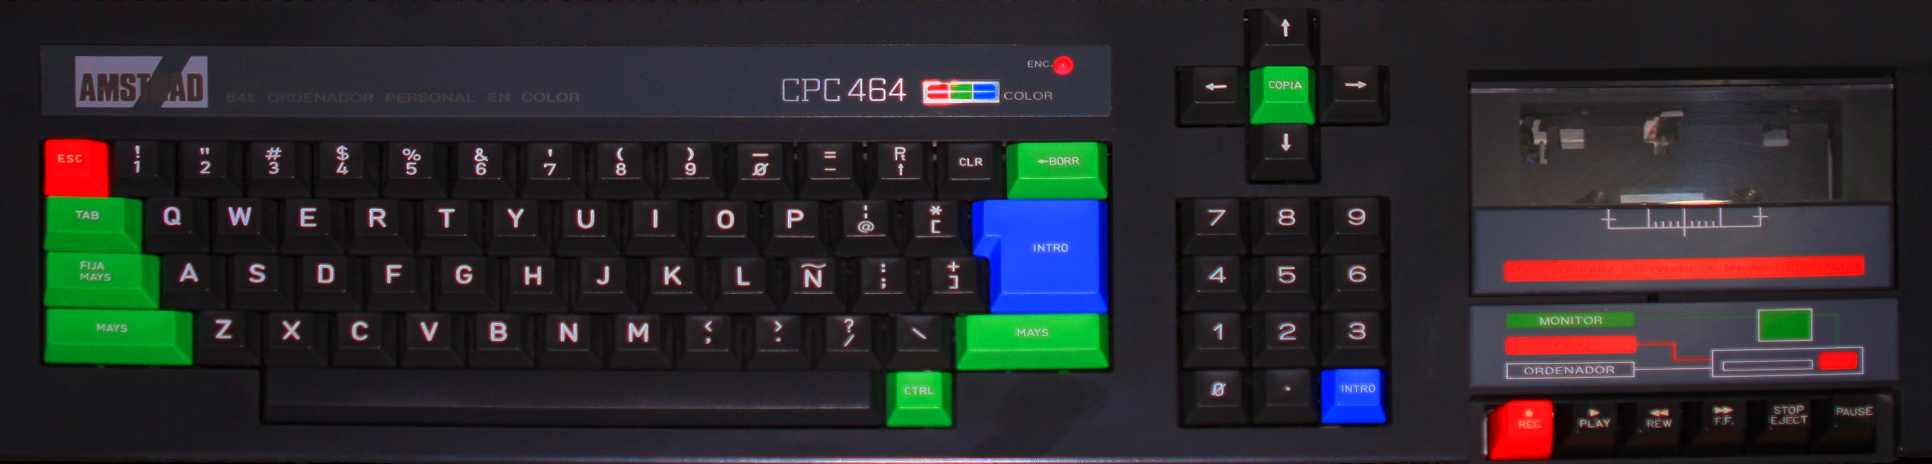 AMSTRAD
64k ORDENADOR PERSONAL EN COLOR
CPC 464
COLOR
ENC.
ESC
! 1
" 2
# 3
$ 4
% 5
& 6
' 7
( 8
) 9
_ 0
= -
↑
CLR
←BORR
TAB
Q W E R T Y U I O P
¦ @
* [
INTRO
FIJA
MAYS
A S D F G H J K L Ñ
: ;
+ ]
MAYS
Z X C V B N M
< ,
> .
? /
\
MAYS
CTRL
↑
←
COPIA
→
↓
7 8 9
4 5 6
1 2 3
0 . INTRO
MONITOR
ORDENADOR
REC
PLAY
REW
F.F.
STOP
EJECT
PAUSE